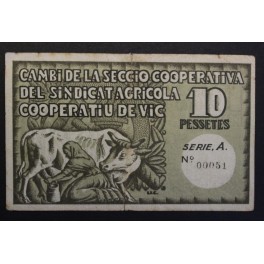 CAMBI DE LA SECCIO COOPERATIVA
DEL SINDICAT AGRICOLA
COOPERATIU DE VIC
10
PESSETES
SERIE, A.
Nº 00051